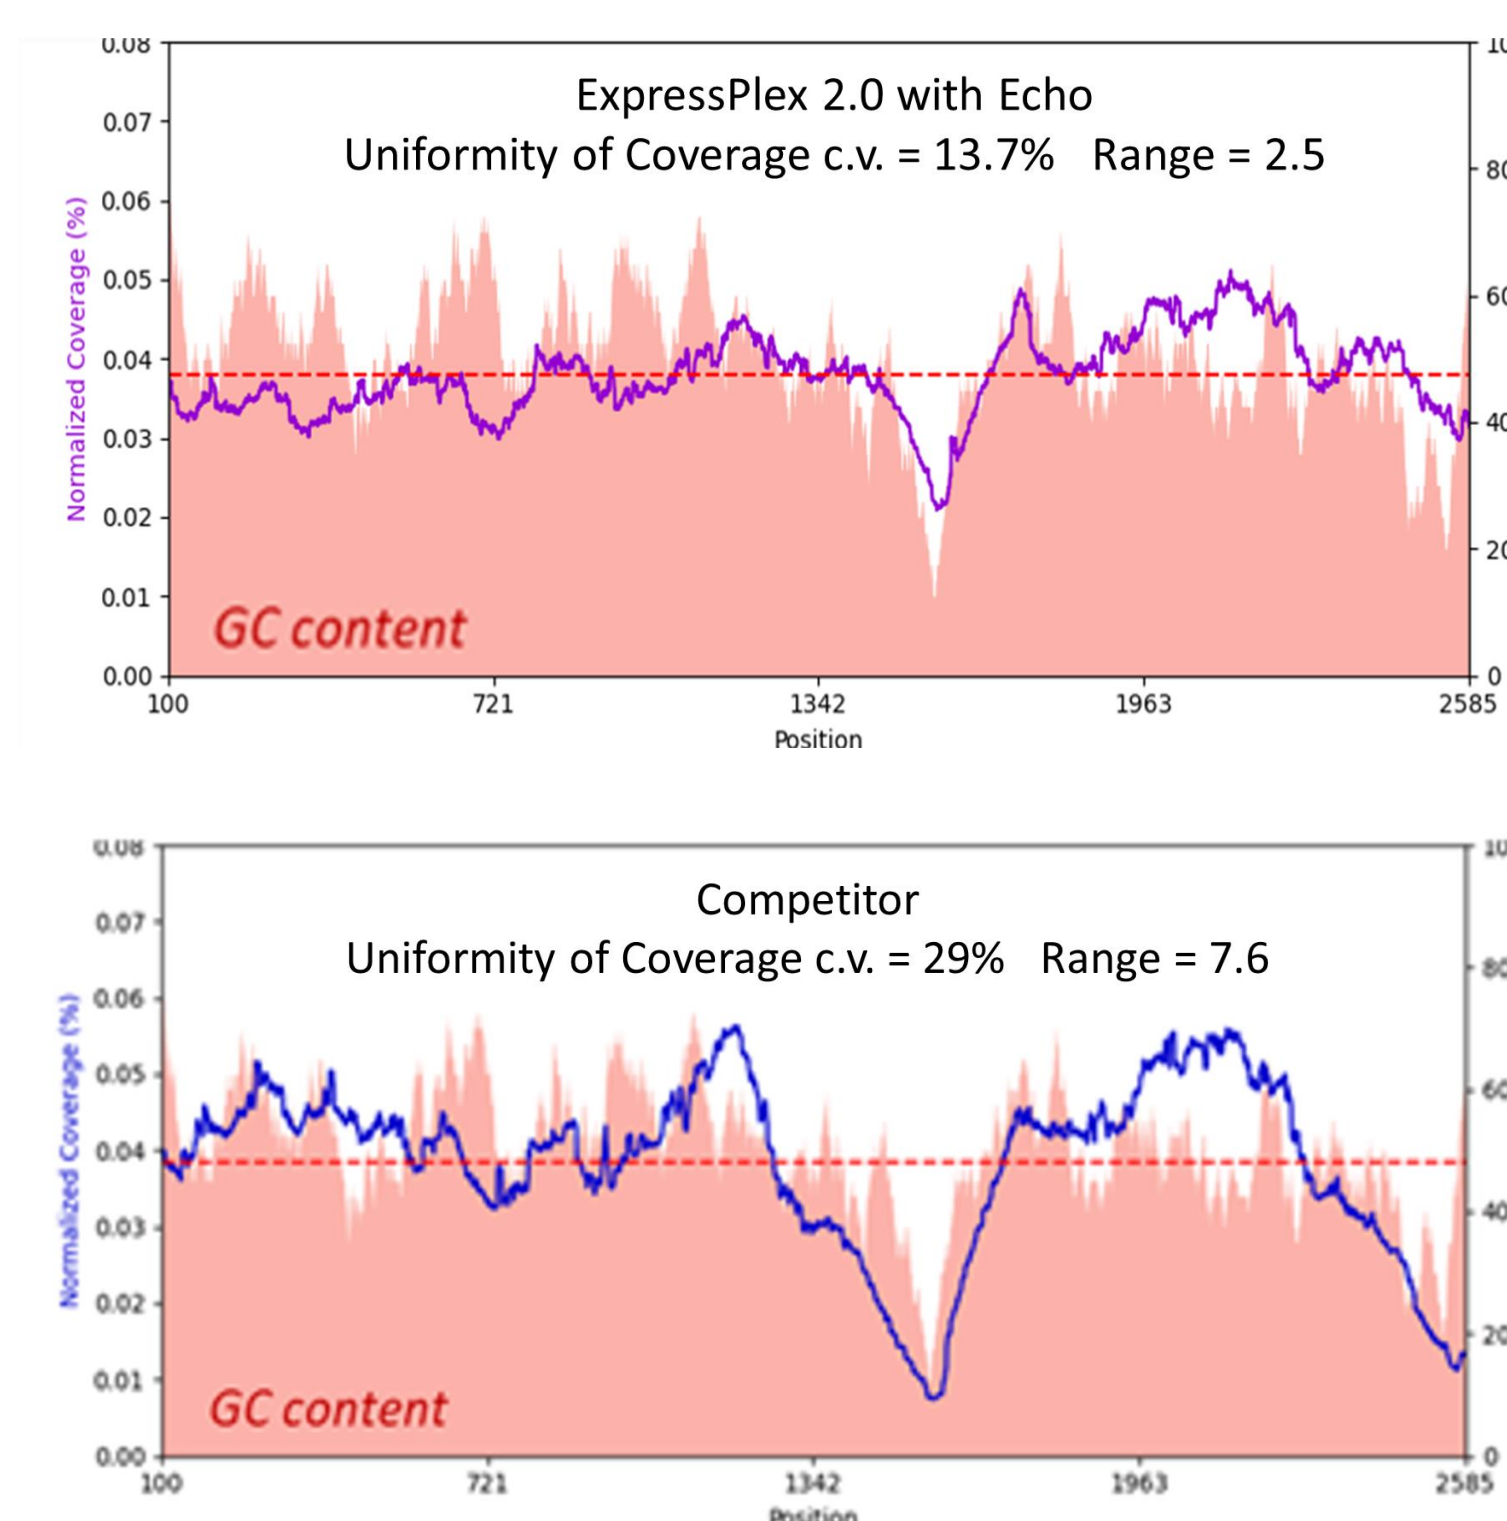 0.08
10
ExpressPlex 2.0 with Echo
Uniformity of Coverage c.v. = 13.7% Range = 2.5
0.07
80
0.06
0.05
60
0.04
40
0.03
0.02
20
0.01
0.00
0
Normalized Coverage (%)
GC content
100 721 1342 1963 2585
Position
0.08
10
Competitor
Uniformity of Coverage c.v. = 29% Range = 7.6
0.07
80
0.06
0.05
60
0.04
40
0.03
0.02
20
0.01
0.00
0
Normalized Coverage (%)
GC content
100 721 1342 1963 2585
Position